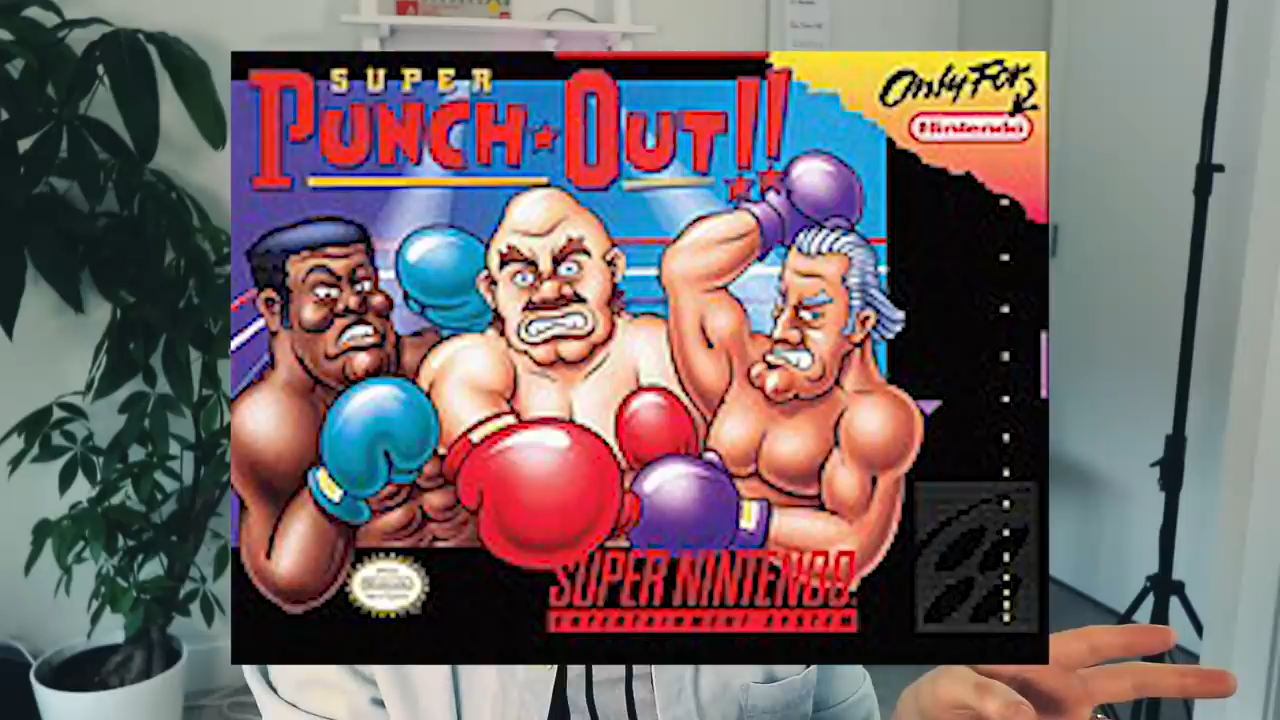 SUPER
PUNCH★OUT!!
Only For
Nintendo
SUPER NINTENDO
ENTERTAINMENT SYSTEM